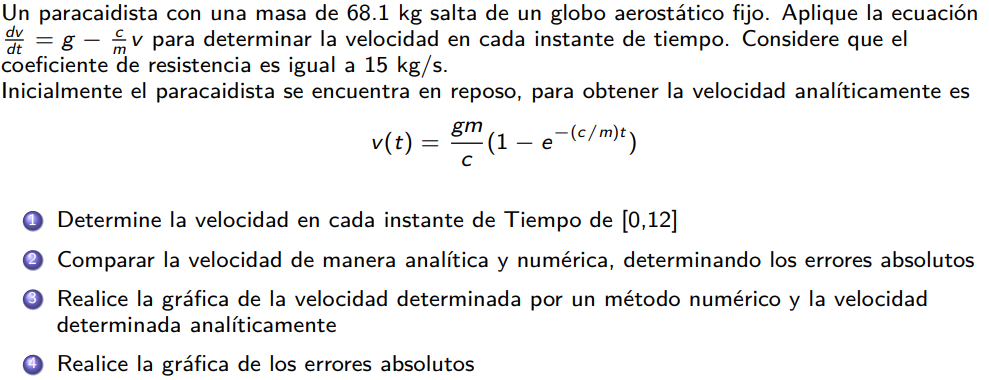 Un paracaidista con una masa de 68.1 kg salta de un globo aerostático fijo. Aplique la ecuación
dv/dt = g − c/m v para determinar la velocidad en cada instante de tiempo. Considere que el
coeficiente de resistencia es igual a 15 kg/s.
Inicialmente el paracaidista se encuentra en reposo, para obtener la velocidad analíticamente es
v(t) = gm/c (1 − e^−(c/m)t)
1 Determine la velocidad en cada instante de Tiempo de [0,12]
2 Comparar la velocidad de manera analítica y numérica, determinando los errores absolutos
3 Realice la gráfica de la velocidad determinada por un método numérico y la velocidad
determinada analíticamente
4 Realice la gráfica de los errores absolutos